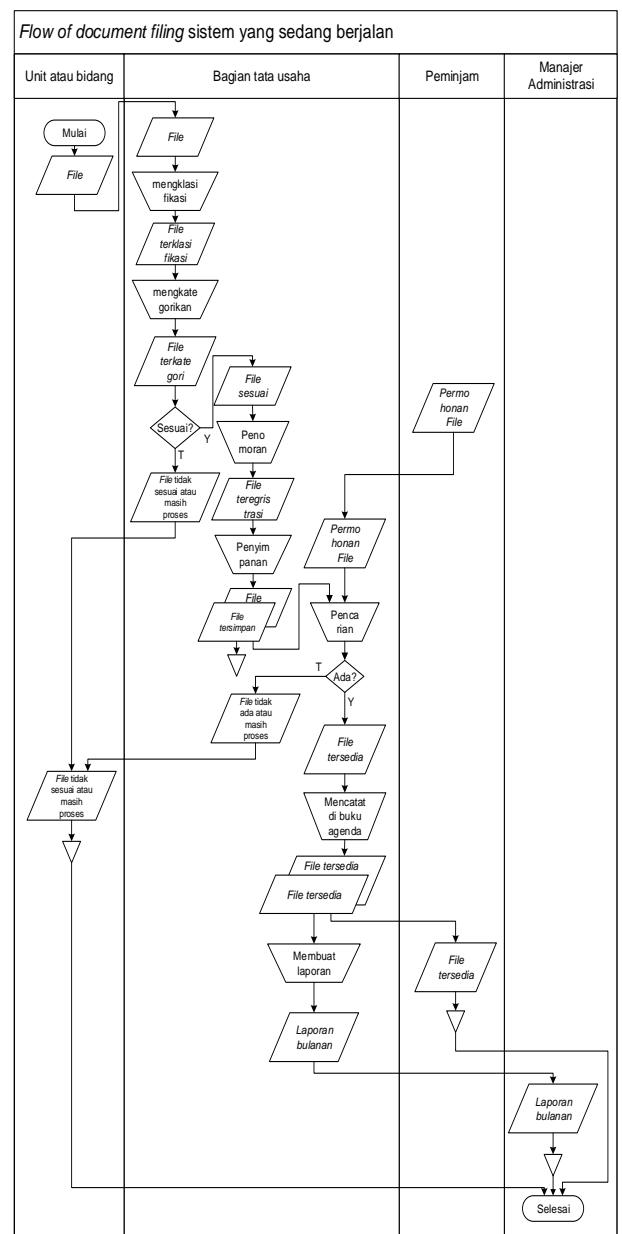 Flow of document filing sistem yang sedang berjalan
Unit atau bidang
Bagian tata usaha
Peminjam
Manajer
Administrasi
Mulai
File
File
mengklasi
fikasi
File
terklasi
fikasi
mengkate
gorikan
File
terkate
gori
Sesuai?
Y
T
File tidak
sesuai atau
masih
proses
File
sesuai
Peno
moran
File
teregris
trasi
Penyim
panan
File
File
tersimpan
Permo
honan
File
Permo
honan
File
Penca
rian
Ada?
T
Y
File tidak
ada atau
masih
proses
File tidak
sesuai atau
masih
proses
File
tersedia
Mencatat
di buku
agenda
File tersedia
File tersedia
Membuat
laporan
File
tersedia
Laporan
bulanan
Laporan
bulanan
Selesai